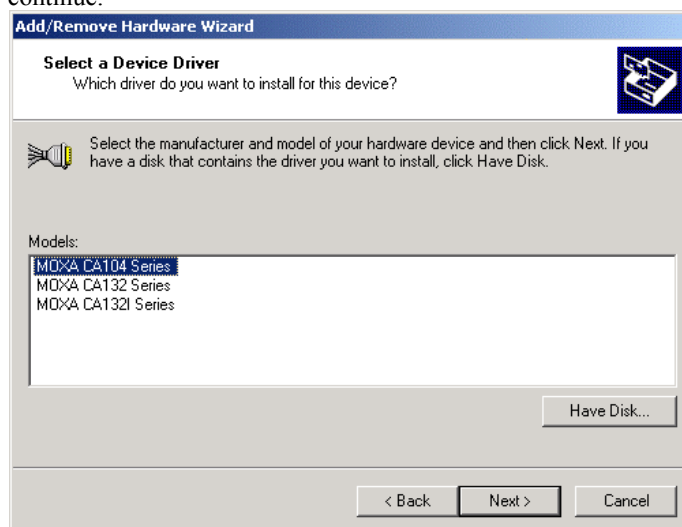 continue.
Add/Remove Hardware Wizard
Select a Device Driver
Which driver do you want to install for this device?
Select the manufacturer and model of your hardware device and then click Next. If you
have a disk that contains the driver you want to install, click Have Disk.
Models:
MOXA CA104 Series
MOXA CA132 Series
MOXA CA132I Series
Have Disk...
< Back
Next >
Cancel